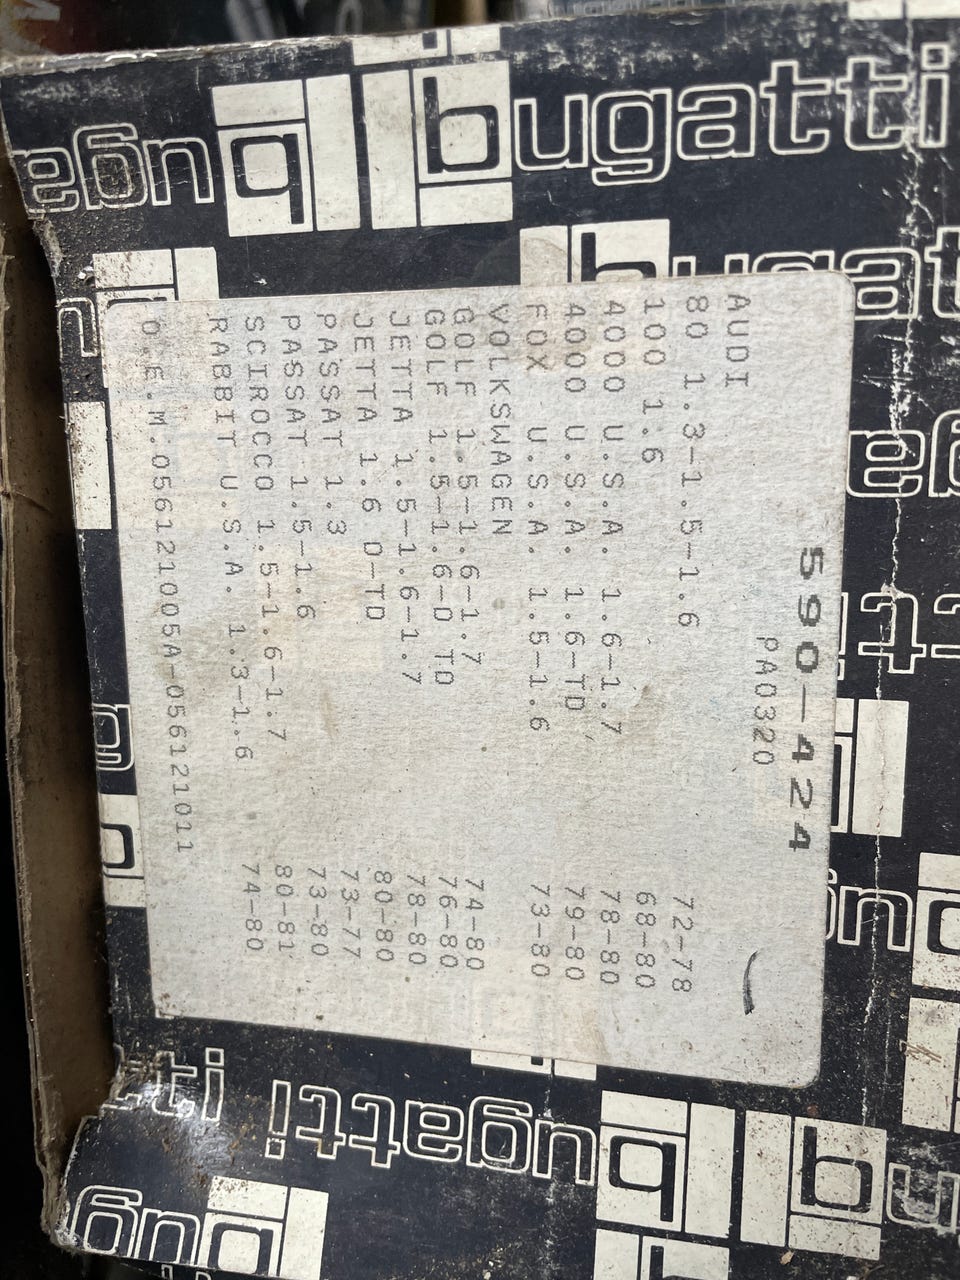 bugatti
buga
bugat
590-424
PA0320
AUDI
80 1.3-1.5-1.6 72-78
100 1.6 68-80
4000 U.S.A. 1.6-1.7 78-80
4000 U.S.A. 1.6-TD 79-80
FOX U.S.A. 1.5-1.6 73-80
VOLKSWAGEN
GOLF 1.5-1.6-1.7 74-80
GOLF 1.5-1.6-D TD 76-80
JETTA 1.5-1.6-1.7 78-80
JETTA 1.6 D-TD 80-80
PASSAT 1.3 73-77
PASSAT 1.5-1.6 73-80
SCIROCCO 1.5-1.6-1.7 80-81
RABBIT U.S.A. 1.3-1.6 74-80
O.E.M.056121005A-056121011
bugatti
bug